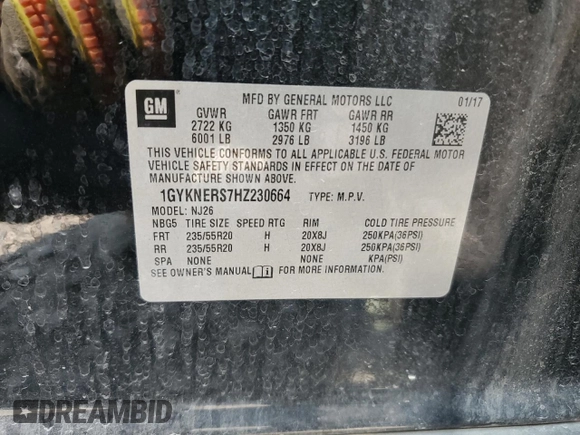 GM
MFD BY GENERAL MOTORS LLC 01/17
GVWR GAWR FRT GAWR RR
2722 KG 1350 KG 1450 KG
6001 LB 2976 LB 3196 LB
THIS VEHICLE CONFORMS TO ALL APPLICABLE U.S. FEDERAL MOTOR
VEHICLE SAFETY STANDARDS IN EFFECT ON THE DATE OF
MANUFACTURE SHOWN ABOVE.
1GYKNERS7HZ230664 TYPE: M.P.V.
MODEL: NJ26
NBG5 TIRE SIZE SPEED RTG RIM COLD TIRE PRESSURE
FRT 235/55R20 H 20X8J 250KPA(36PSI)
RR 235/55R20 H 20X8J 250KPA(36PSI)
SPA NONE NONE KPA(PSI)
SEE OWNER'S MANUAL FOR MORE INFORMATION.
DREAMBID